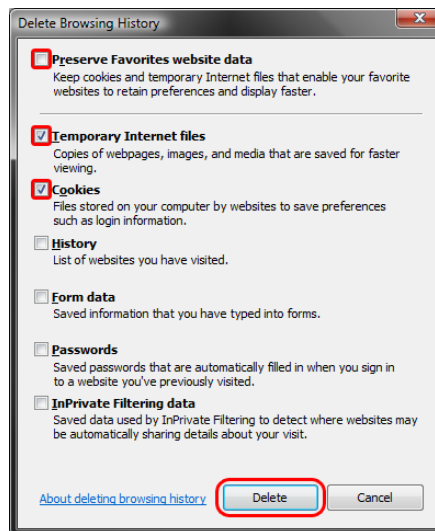 Delete Browsing History
Preserve Favorites website data
Keep cookies and temporary Internet files that enable your favorite
websites to retain preferences and display faster.
Temporary Internet files
Copies of webpages, images, and media that are saved for faster
viewing.
Cookies
Files stored on your computer by websites to save preferences
such as login information.
History
List of websites you have visited.
Form data
Saved information that you have typed into forms.
Passwords
Saved passwords that are automatically filled in when you sign in
to a website you've previously visited.
InPrivate Filtering data
Saved data used by InPrivate Filtering to detect where websites may
be automatically sharing details about your visit.
About deleting browsing history Delete Cancel